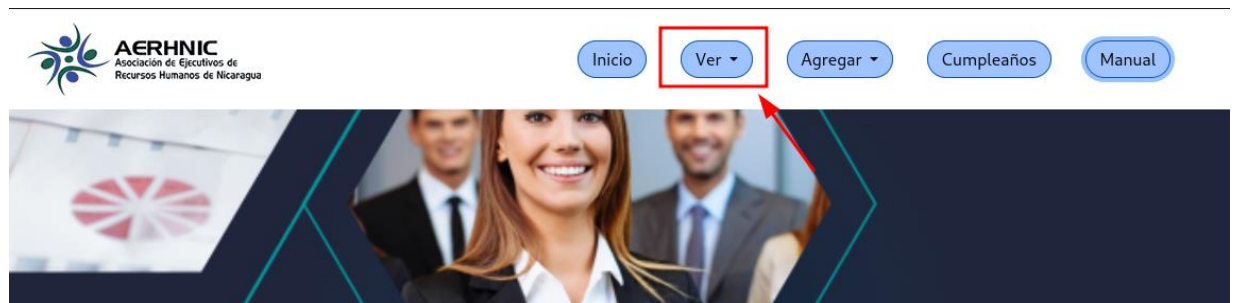 AERHNIC
Asociación de Ejecutivos de
Recursos Humanos de Nicaragua
Inicio
Ver
Agregar
Cumpleaños
Manual